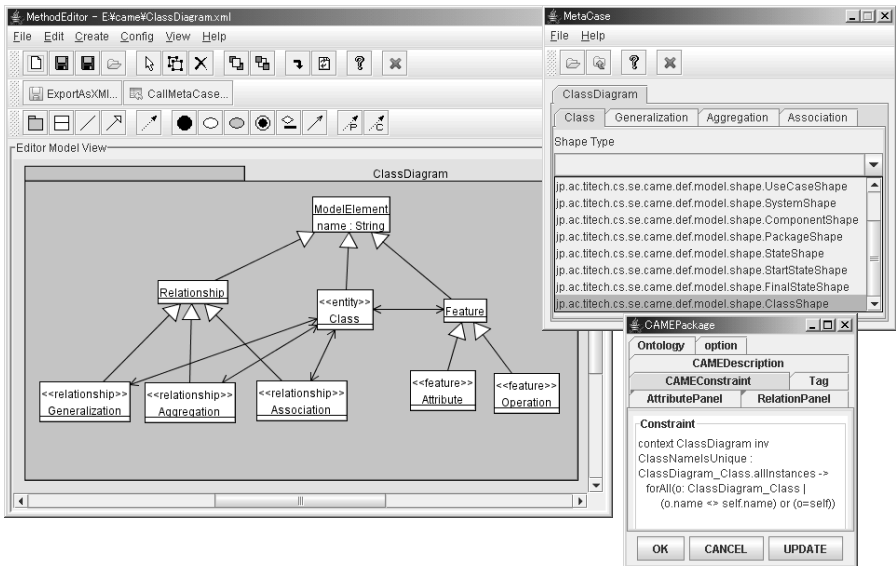 MethodEditor - E:¥came¥ClassDiagram.xml
File Edit Create Config View Help
ExportAsXMI... CallMetaCase...
Editor Model View
ClassDiagram
ModelElement
name : String
Relationship
<<entity>>
Class
Feature
<<relationship>>
Generalization
<<relationship>>
Aggregation
<<relationship>>
Association
<<feature>>
Attribute
<<feature>>
Operation
MetaCase
File Help
ClassDiagram
Class Generalization Aggregation Association
Shape Type
jp.ac.titech.cs.se.came.def.model.shape.UseCaseShape
jp.ac.titech.cs.se.came.def.model.shape.SystemShape
jp.ac.titech.cs.se.came.def.model.shape.ComponentShape
jp.ac.titech.cs.se.came.def.model.shape.PackageShape
jp.ac.titech.cs.se.came.def.model.shape.StateShape
jp.ac.titech.cs.se.came.def.model.shape.StartStateShape
jp.ac.titech.cs.se.came.def.model.shape.FinalStateShape
jp.ac.titech.cs.se.came.def.model.shape.ClassShape
CAMEPackage
Ontology option
CAMEDescription
CAMEConstraint Tag
AttributePanel RelationPanel
Constraint
context ClassDiagram inv
ClassNameIsUnique :
ClassDiagram_Class.allInstances ->
forAll(o: ClassDiagram_Class |
(o.name <> self.name) or (o=self))
OK CANCEL UPDATE